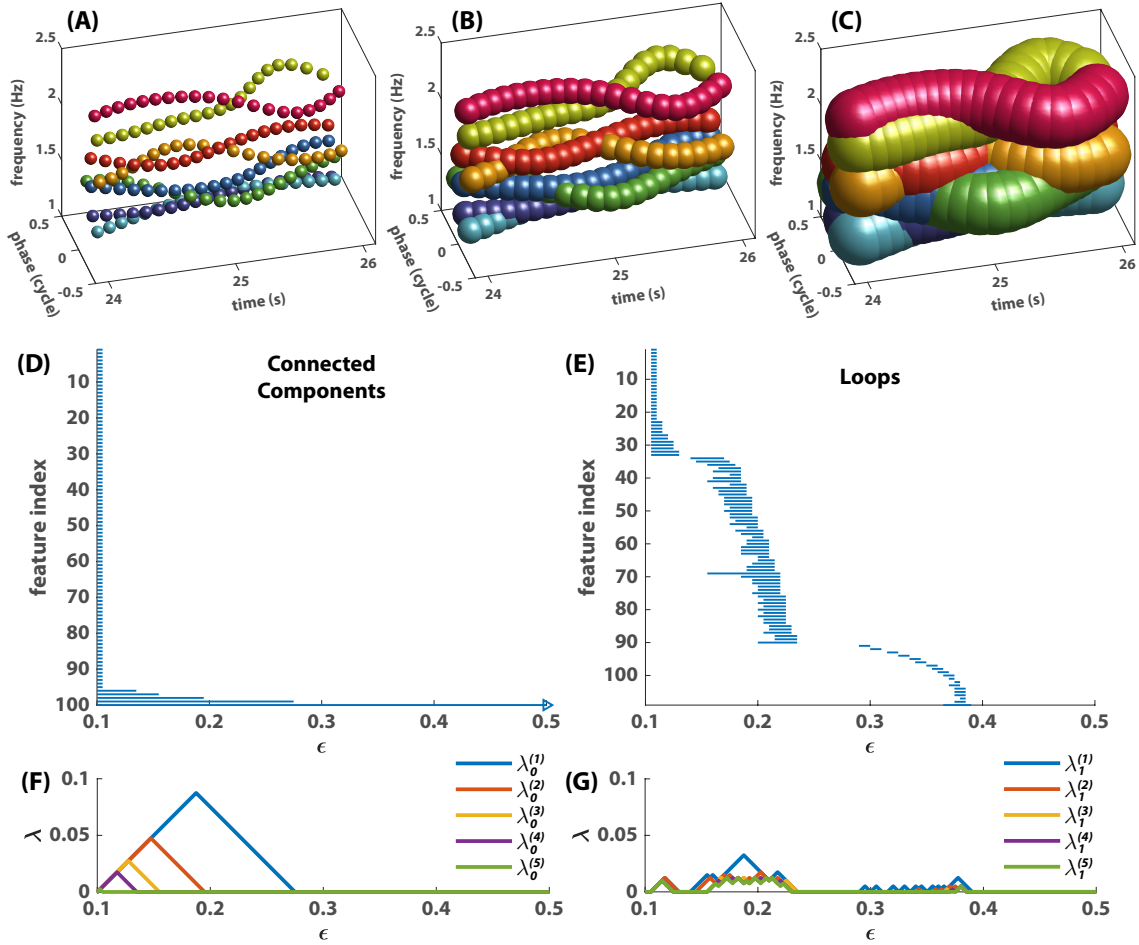 (A)
2.5
2
1.5
1
0.5
0
-0.5
frequency (Hz)
phase (cycle)
24
25
26
time (s)
(B)
2.5
2
1.5
1
0.5
0
-0.5
frequency (Hz)
phase (cycle)
24
25
26
time (s)
(C)
2.5
2
1.5
1
0.5
0
-0.5
frequency (Hz)
phase (cycle)
24
25
26
time (s)
(D)
Connected
Components
feature index
10
20
30
40
50
60
70
80
90
100
0.1
0.2
0.3
0.4
0.5
ϵ
(E)
Loops
feature index
10
20
30
40
50
60
70
80
90
100
0.1
0.2
0.3
0.4
0.5
ϵ
(F)
0.1
0.05
0
λ
λ₀⁽¹⁾
λ₀⁽²⁾
λ₀⁽³⁾
λ₀⁽⁴⁾
λ₀⁽⁵⁾
0.1
0.2
0.3
0.4
0.5
ϵ
(G)
0.1
0.05
0
λ
λ₁⁽¹⁾
λ₁⁽²⁾
λ₁⁽³⁾
λ₁⁽⁴⁾
λ₁⁽⁵⁾
0.1
0.2
0.3
0.4
0.5
ϵ